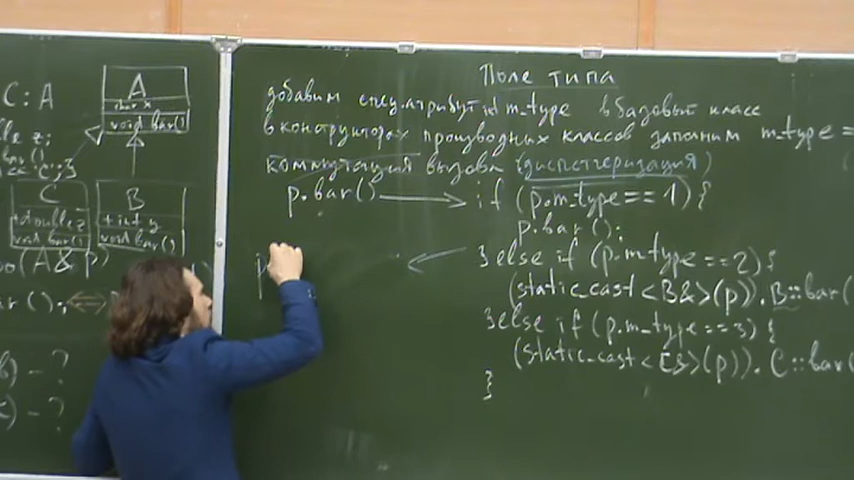 C:A
A
void bar()
C
B
void bar()
+ int y
void bar()
(A& p)
ar();
) - ?
) - ?
Поле типа
добавим спец. атрибут int m_type в базовый класс
в конструкторах производных классов заполним m_type =
коммутация вызова (диспетчеризация)
p.bar() → if (p.m_type == 1) {
p.bar();
} else if (p.m_type == 2) {
(static_cast<B&>(p)).B::bar(
} else if (p.m_type == 3) {
(static_cast<C&>(p)).C::bar(
}
p